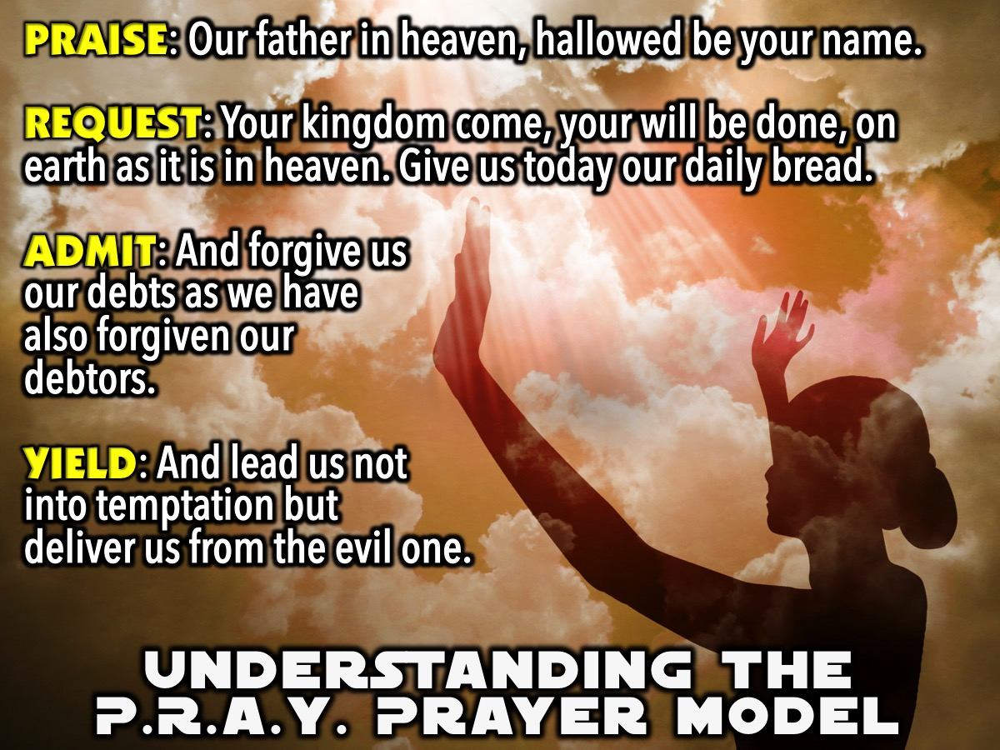 PRAISE: Our father in heaven, hallowed be your name.
REQUEST: Your kingdom come, your will be done, on
earth as it is in heaven. Give us today our daily bread.
ADMIT: And forgive us
our debts as we have
also forgiven our
debtors.
YIELD: And lead us not
into temptation but
deliver us from the evil one.
UNDERSTANDING THE
P.R.A.Y. PRAYER MODEL